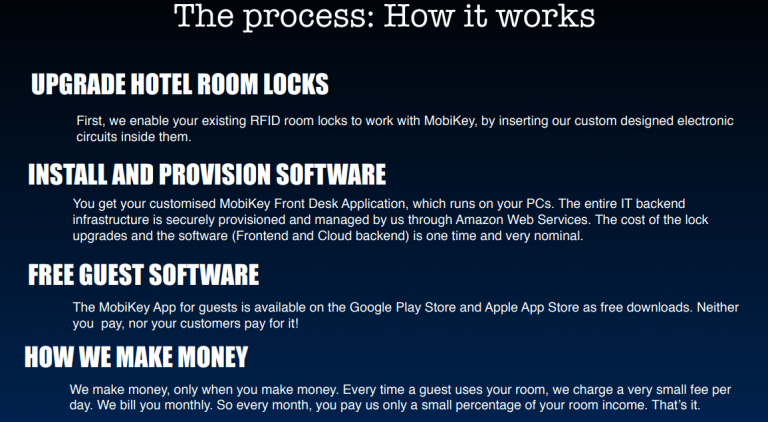 The process: How it works
UPGRADE HOTEL ROOM LOCKS
First, we enable your existing RFID room locks to work with MobiKey, by inserting our custom designed electronic
circuits inside them.
INSTALL AND PROVISION SOFTWARE
You get your customised MobiKey Front Desk Application, which runs on your PCs. The entire IT backend
infrastructure is securely provisioned and managed by us through Amazon Web Services. The cost of the lock
upgrades and the software (Frontend and Cloud backend) is one time and very nominal.
FREE GUEST SOFTWARE
The MobiKey App for guests is available on the Google Play Store and Apple App Store as free downloads. Neither
you  pay, nor your customers pay for it!
HOW WE MAKE MONEY
We make money, only when you make money. Every time a guest uses your room, we charge a very small fee per
day. We bill you monthly. So every month, you pay us only a small percentage of your room income. That's it.